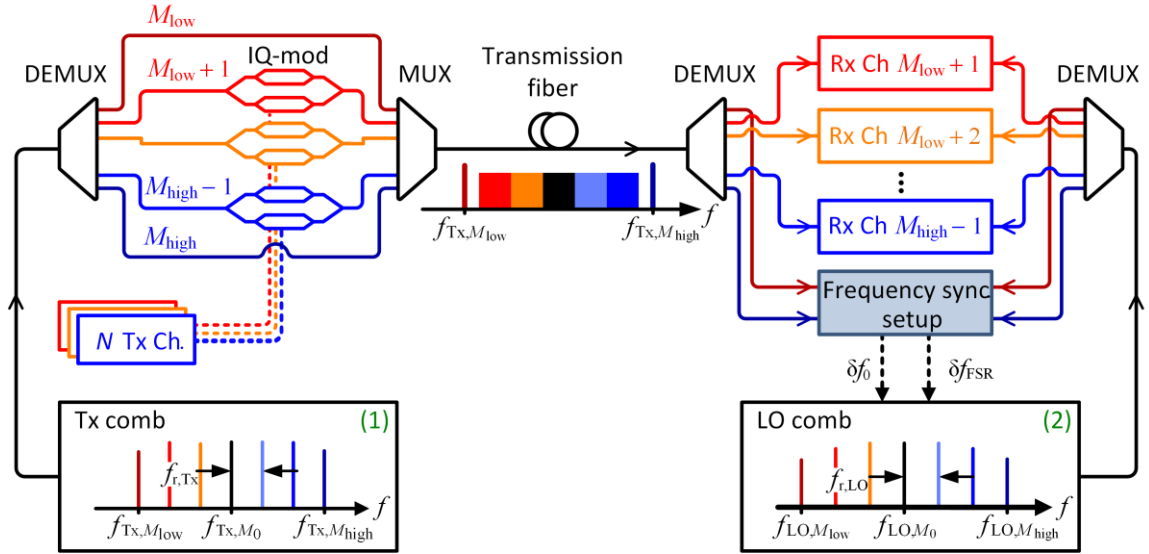 M_low
DEMUX
M_low + 1
IQ-mod
MUX
M_high − 1
M_high
N Tx Ch.
Transmission
fiber
f_Tx,M_low
f_Tx,M_high
f
DEMUX
Rx Ch M_low + 1
Rx Ch M_low + 2
⋮
Rx Ch M_high − 1
Frequency sync
setup
DEMUX
δf_0
δf_FSR
Tx comb
(1)
f_r,Tx
f
f_Tx,M_low
f_Tx,M_0
f_Tx,M_high
LO comb
(2)
f_r,LO
f
f_LO,M_low
f_LO,M_0
f_LO,M_high